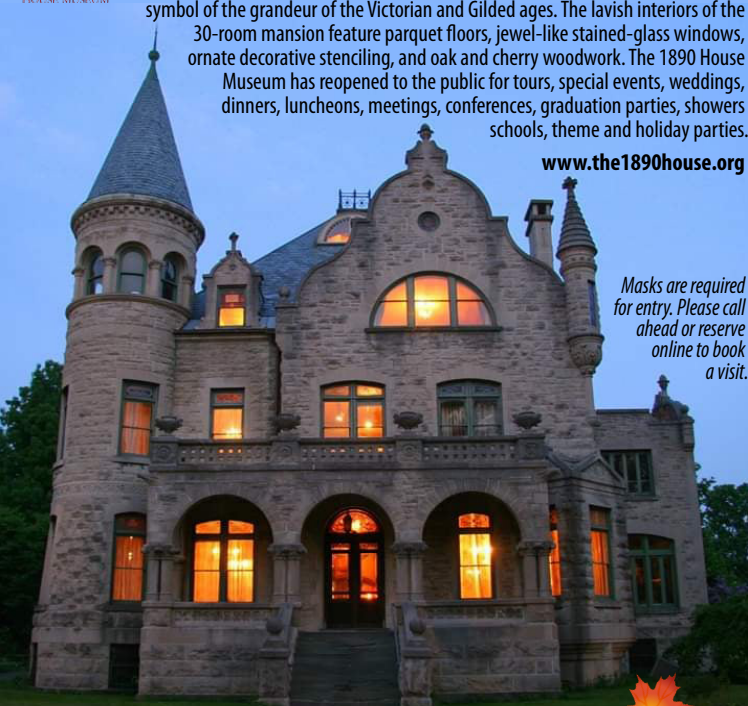 HOUSE MUSEUM
symbol of the grandeur of the Victorian and Gilded ages. The lavish interiors of the
30-room mansion feature parquet floors, jewel-like stained-glass windows,
ornate decorative stenciling, and oak and cherry woodwork. The 1890 House
Museum has reopened to the public for tours, special events, weddings,
dinners, luncheons, meetings, conferences, graduation parties, showers
schools, theme and holiday parties.
www.the1890house.org
Masks are required
for entry. Please call
ahead or reserve
online to book
a visit.